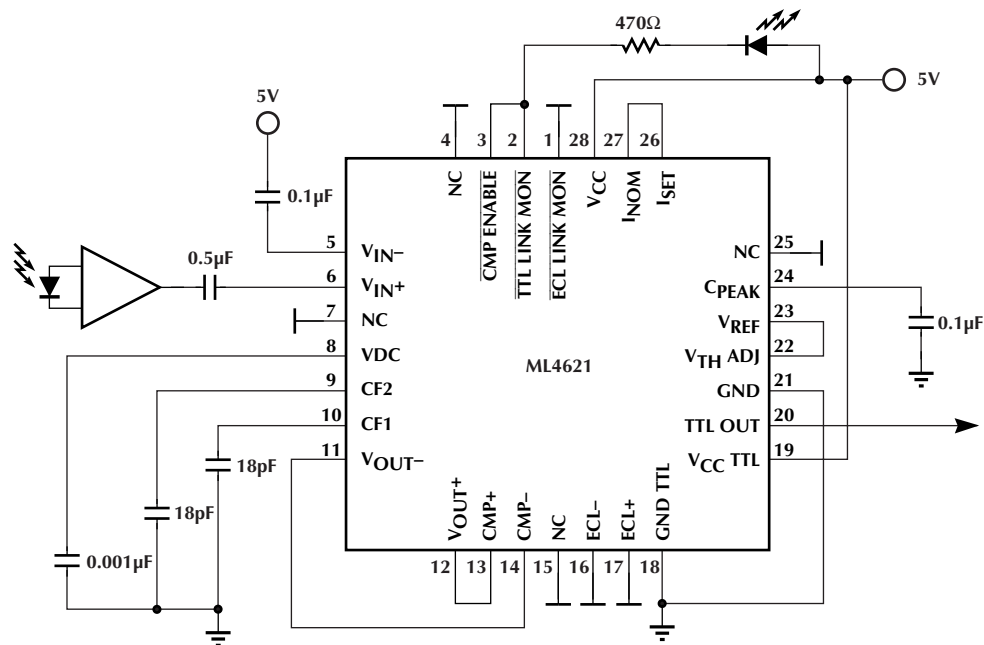 470Ω
5V
5V
4
3
2
1
28
27
26
NC
CMP ENABLE
TTL LINK MON
ECL LINK MON
VCC
INOM
ISET
0.1µF
5
VIN–
0.5µF
6
VIN+
7
NC
8
VDC
9
CF2
10
CF1
11
VOUT–
ML4621
NC
25
CPEAK
24
VREF
23
0.1µF
VTH ADJ
22
GND
21
TTL OUT
20
VCC TTL
19
18pF
18pF
0.001µF
VOUT+
CMP+
CMP–
NC
ECL–
ECL+
GND TTL
12
13
14
15
16
17
18